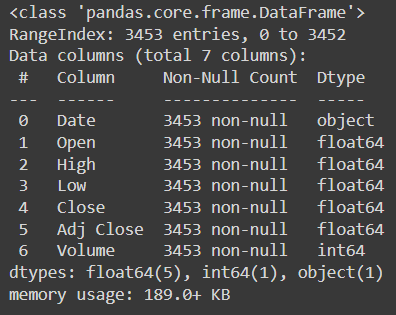 <class 'pandas.core.frame.DataFrame'>
RangeIndex: 3453 entries, 0 to 3452
Data columns (total 7 columns):
 #   Column     Non-Null Count  Dtype
---  ------     --------------  -----
 0   Date       3453 non-null   object
 1   Open       3453 non-null   float64
 2   High       3453 non-null   float64
 3   Low        3453 non-null   float64
 4   Close      3453 non-null   float64
 5   Adj Close  3453 non-null   float64
 6   Volume     3453 non-null   int64
dtypes: float64(5), int64(1), object(1)
memory usage: 189.0+ KB